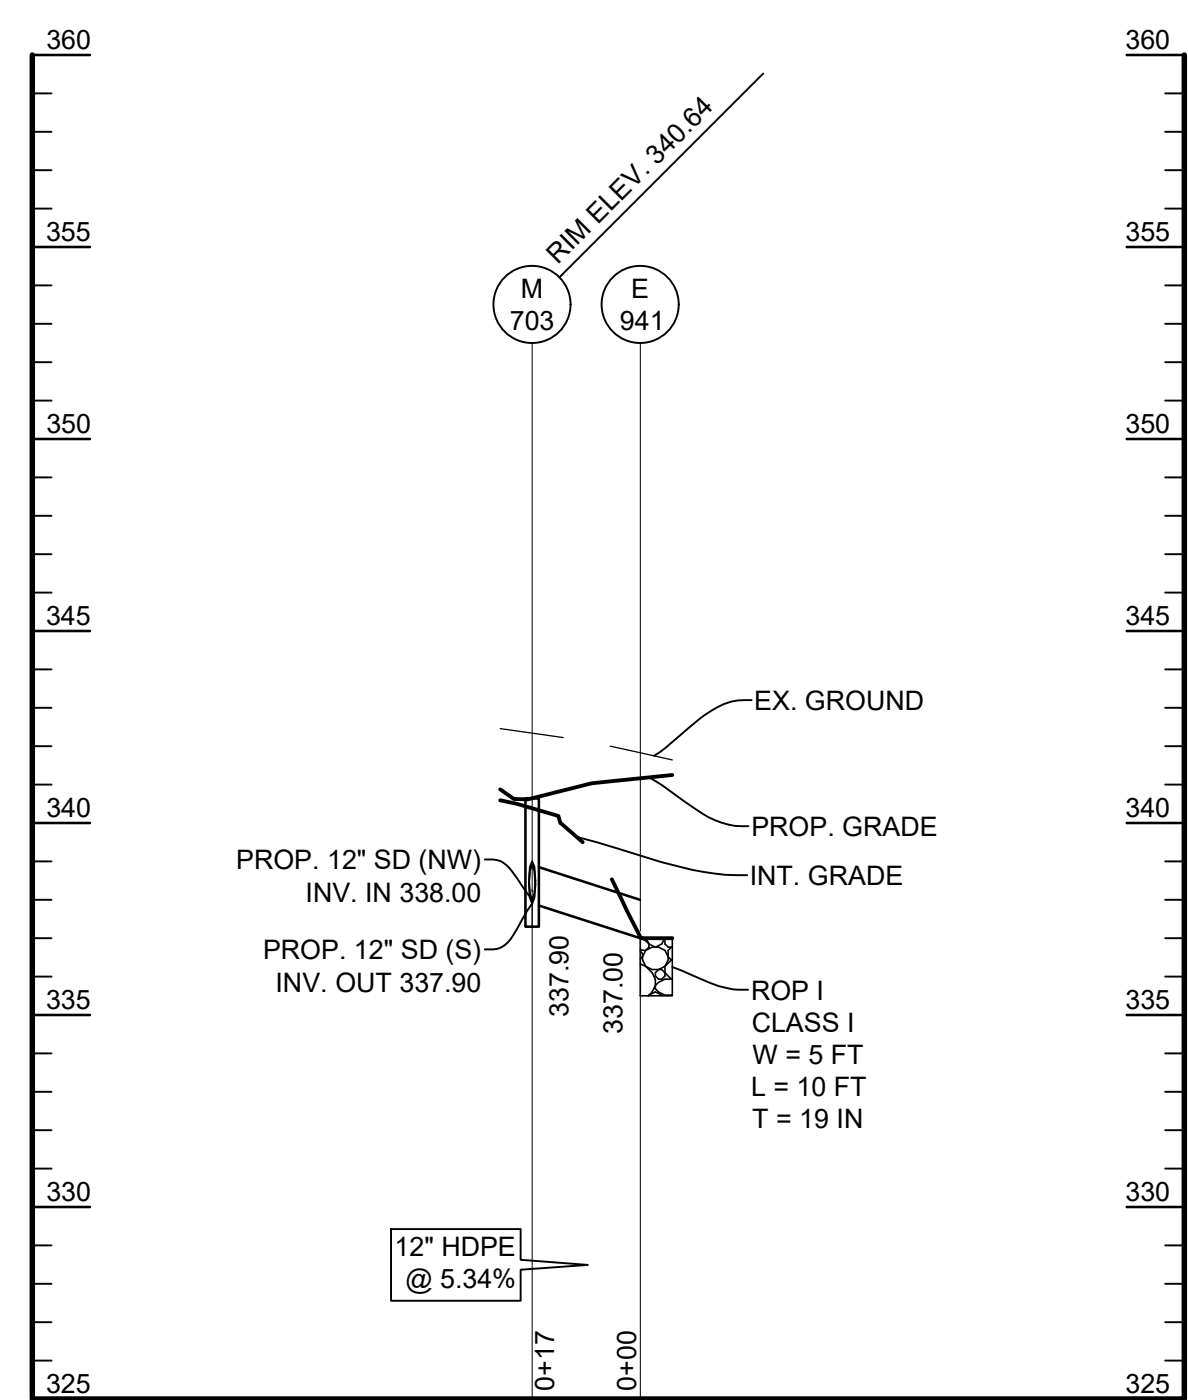 360
360
RIM ELEV. 340.64
355
355
M
703
E
941
350
350
345
345
EX. GROUND
340
340
PROP. GRADE
PROP. 12" SD (NW)
INV. IN 338.00
INT. GRADE
PROP. 12" SD (S)
INV. OUT 337.90
337.90
337.00
335
335
ROP I
CLASS I
W = 5 FT
L = 10 FT
T = 19 IN
330
330
12" HDPE
@ 5.34%
0+17
0+00
325
325